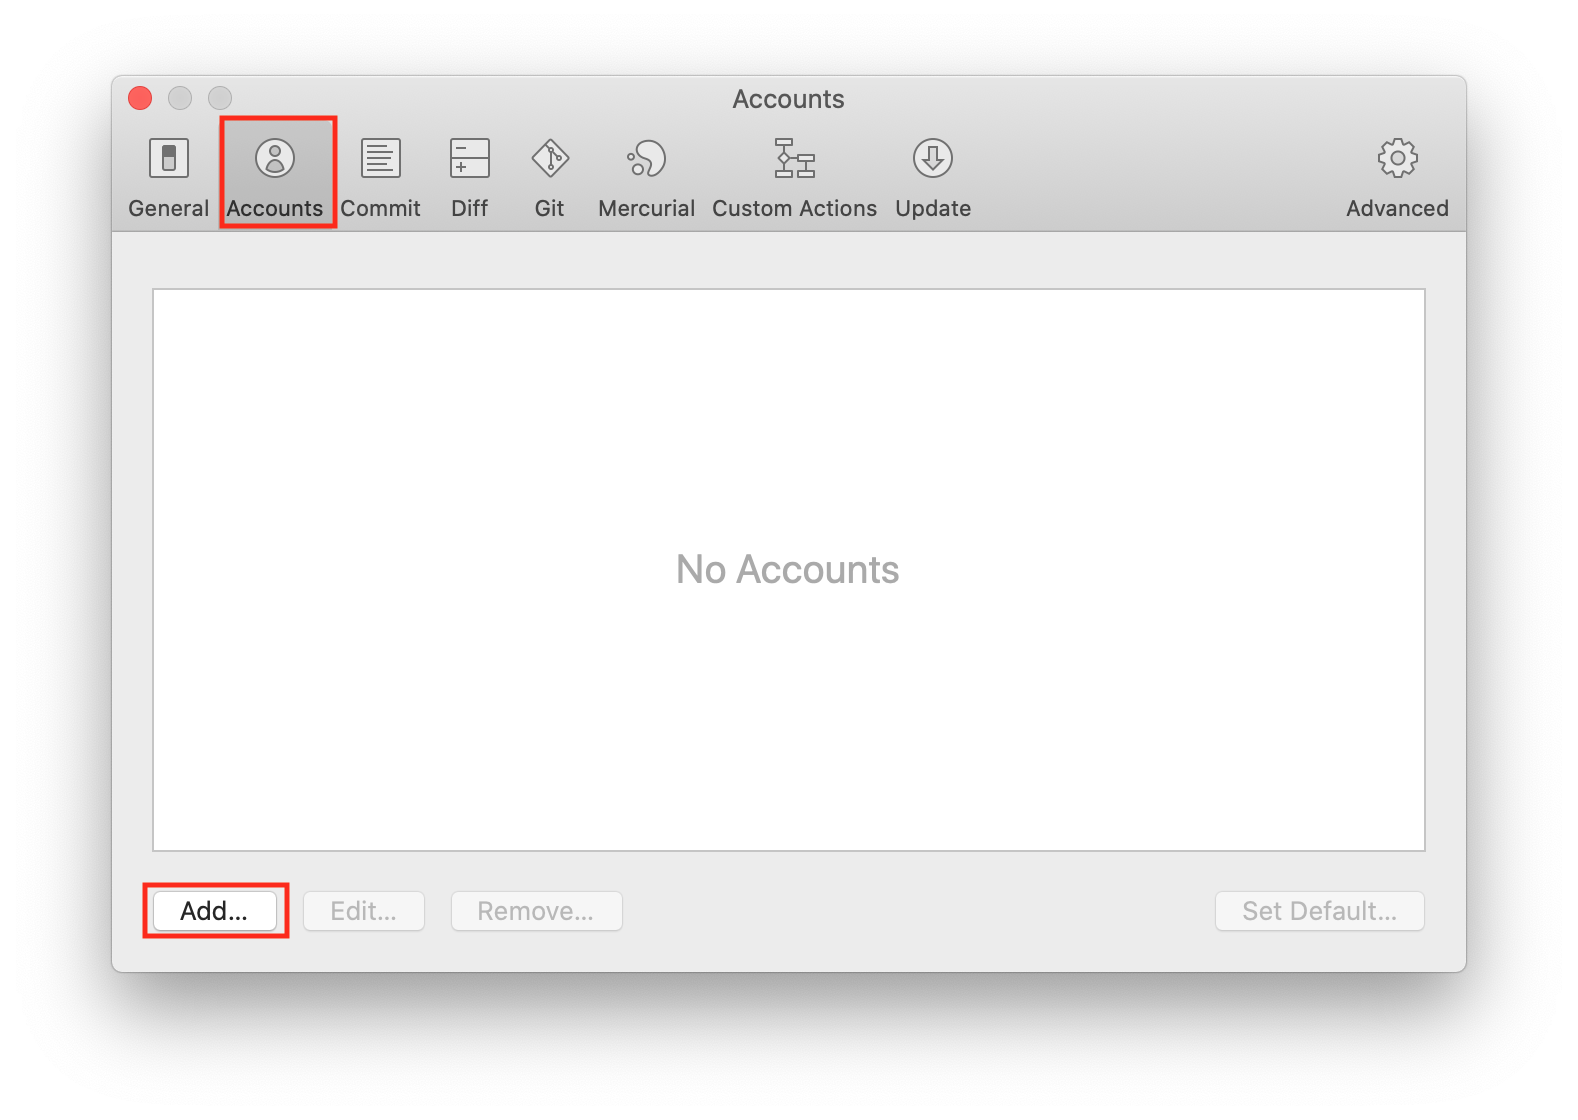 Accounts
General Accounts Commit Diff Git Mercurial Custom Actions Update Advanced
No Accounts
Add... Edit... Remove... Set Default...